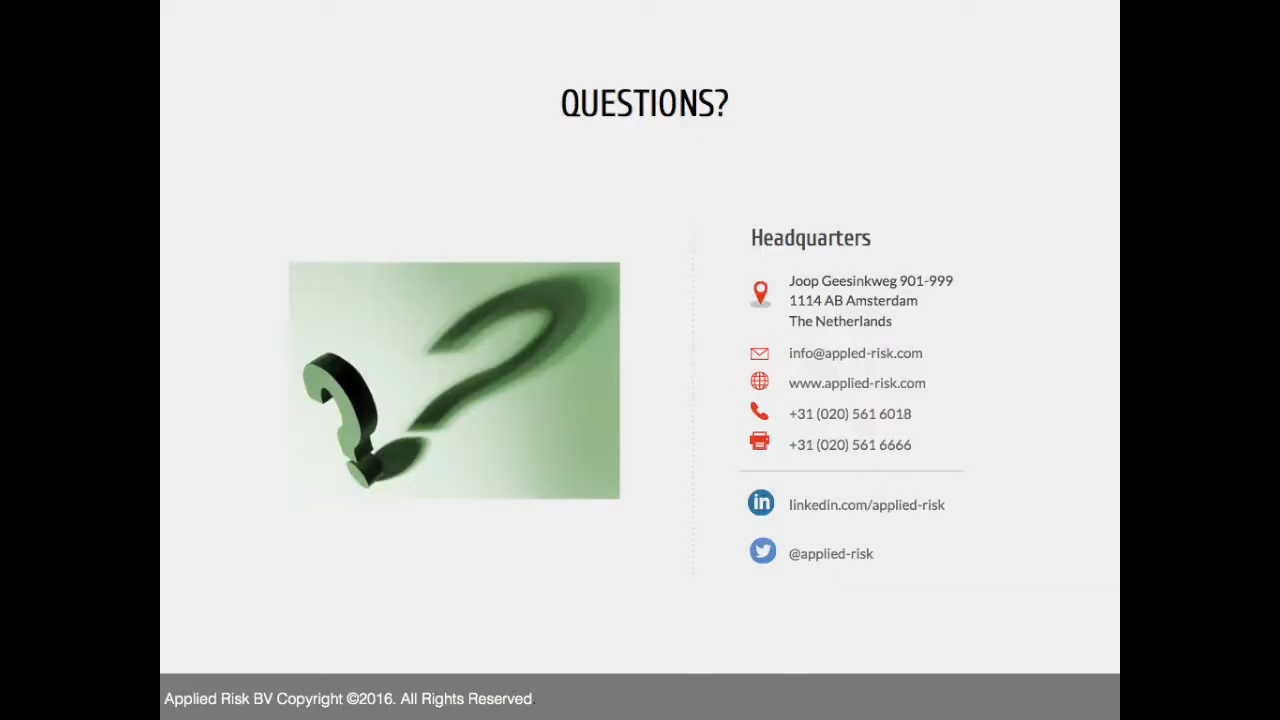 QUESTIONS?
Headquarters
Joop Geesinkweg 901-999
1114 AB Amsterdam
The Netherlands
info@appled-risk.com
www.applied-risk.com
+31 (020) 561 6018
+31 (020) 561 6666
in linkedin.com/applied-risk
@applied-risk
Applied Risk BV Copyright ©2016. All Rights Reserved.